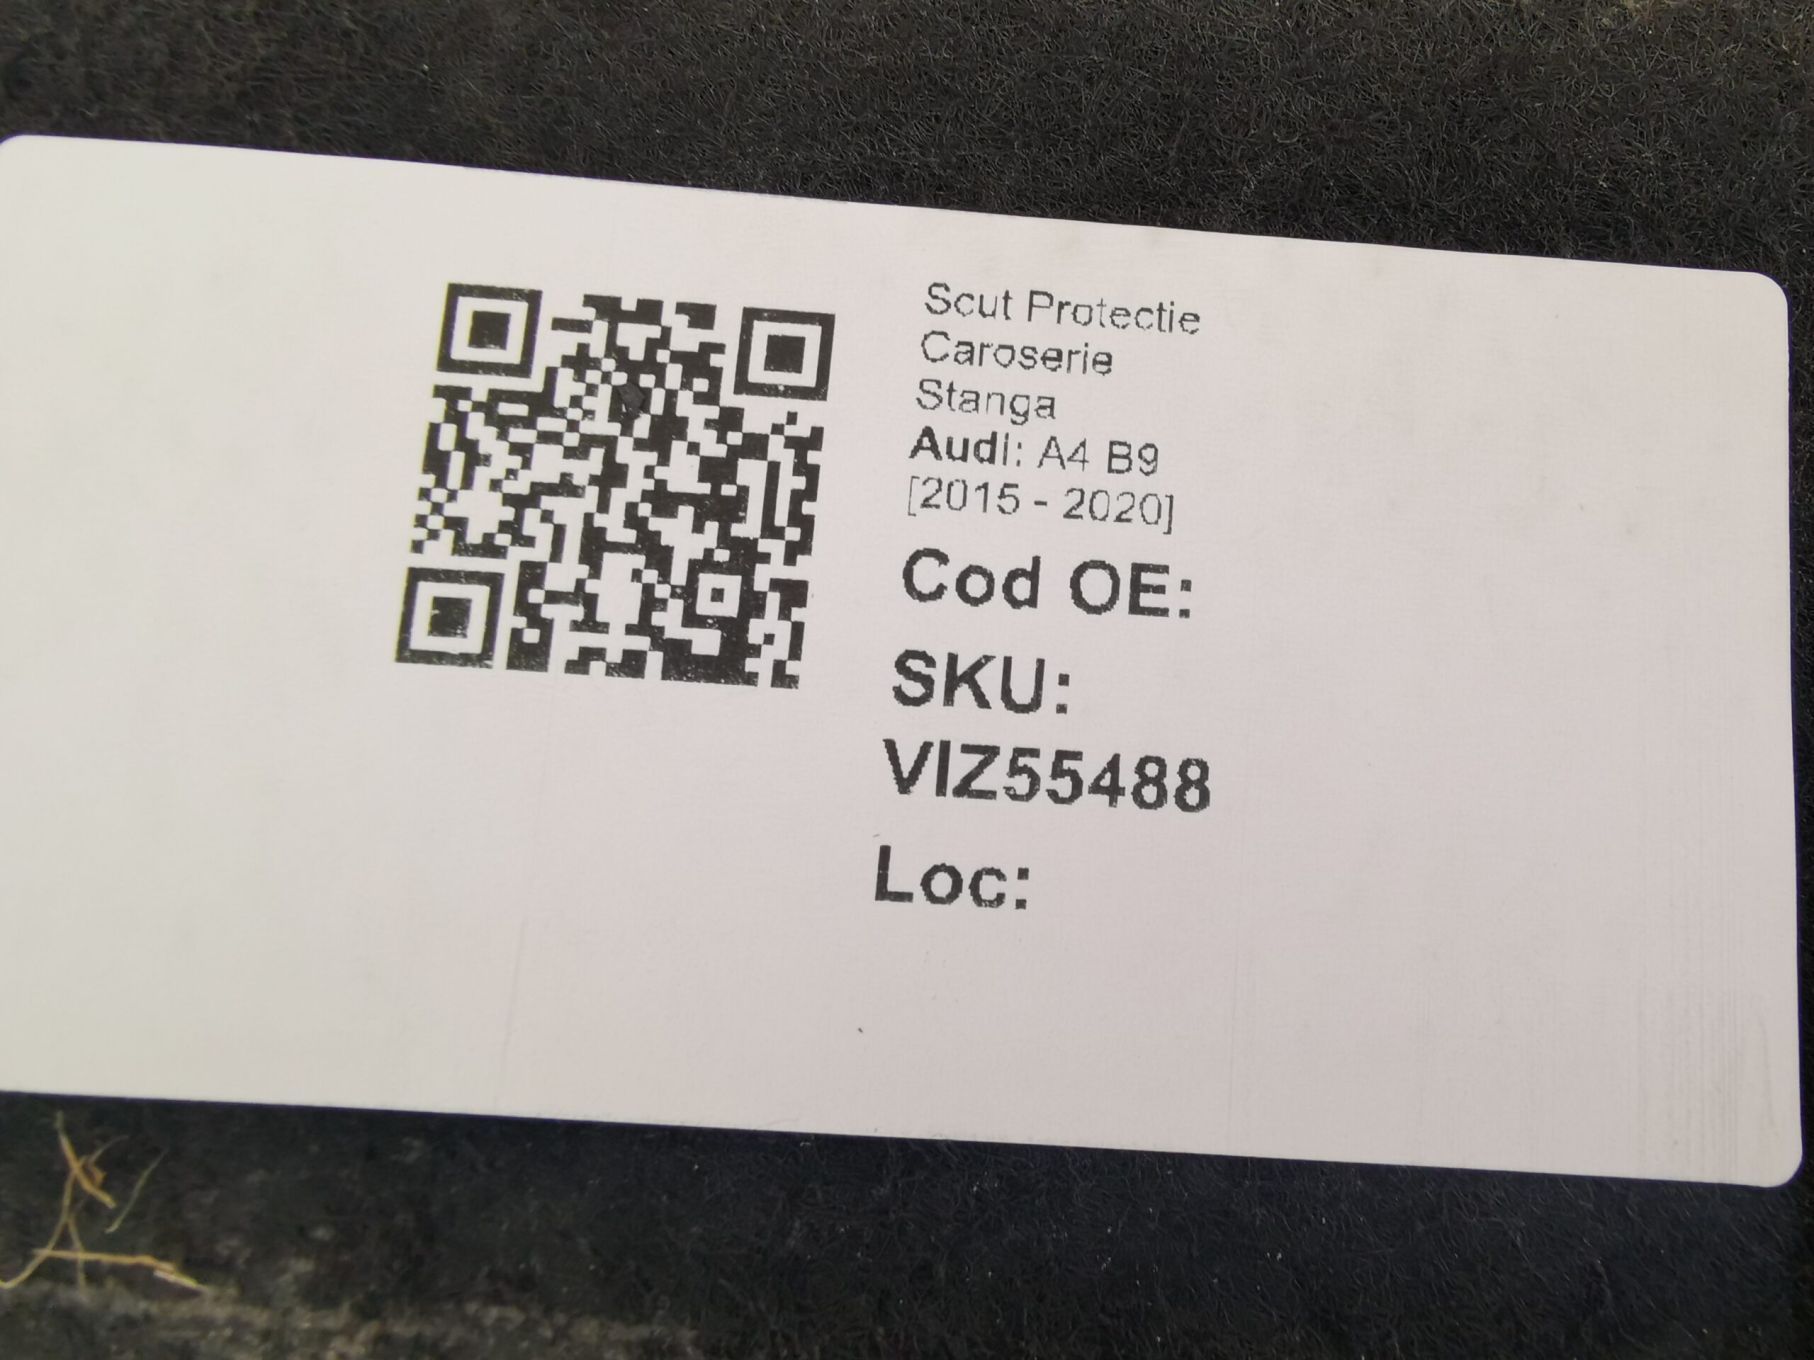 Scut Protectie
Caroserie
Stanga
Audi: A4 B9
[2015 - 2020]
Cod OE:
SKU:
VIZ55488
Loc: